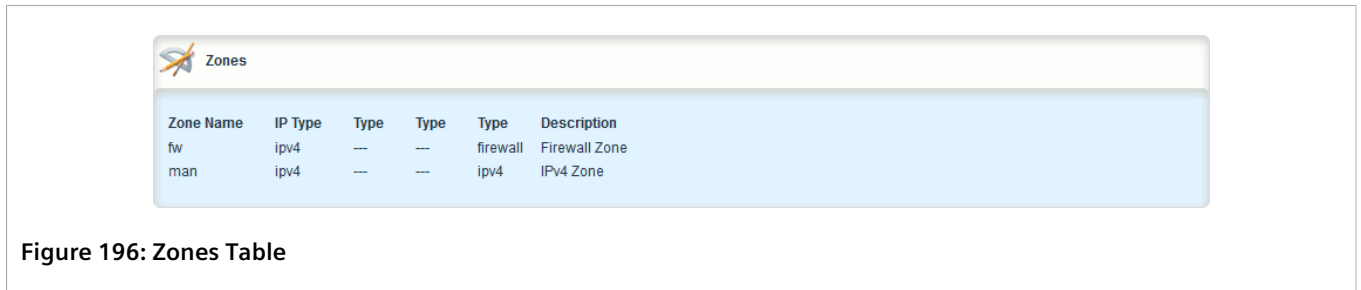 Zones
Zone Name IP Type Type Type Type Description
fw ipv4 --- --- firewall Firewall Zone
man ipv4 --- --- ipv4 IPv4 Zone
Figure 196: Zones Table